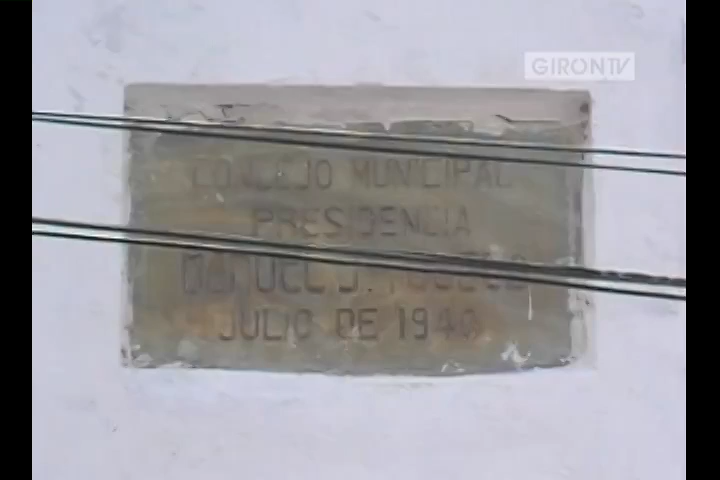 GIRONTV
CONCEJO MUNICIPAL
PRESIDENCIA
J.
JULIO DE 1940